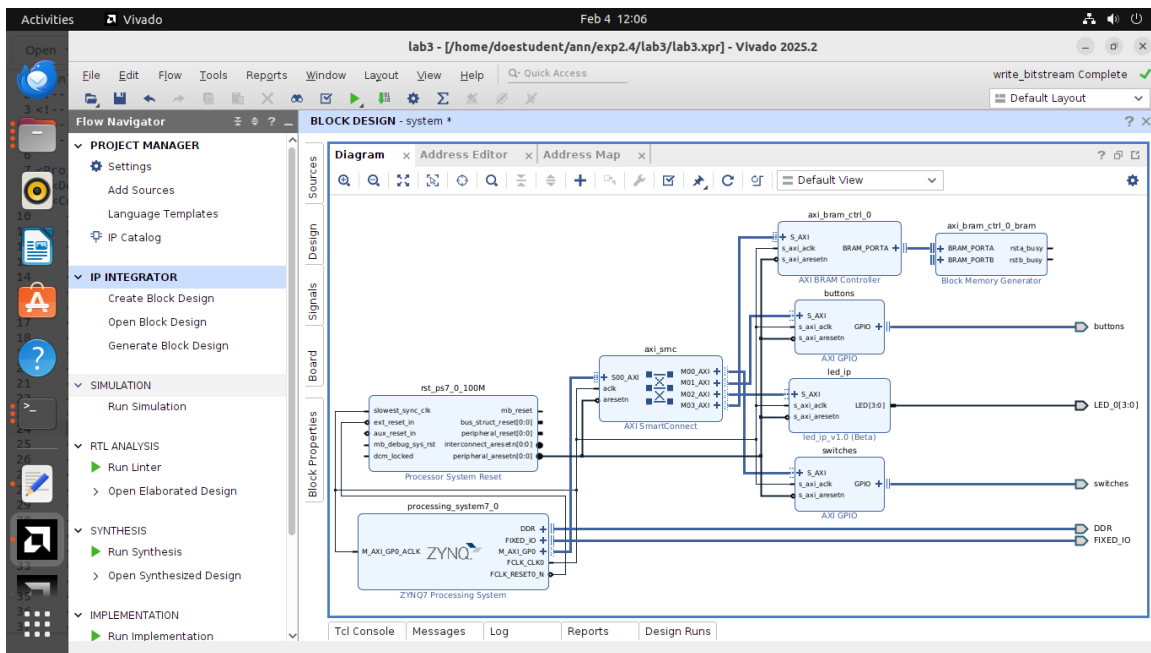 Activities
Vivado
Feb 4 12:06
Open
lab3 - [/home/doestudent/ann/exp2.4/lab3/lab3.xpr] - Vivado 2025.2
File Edit Flow Tools Reports Window Layout View Help
Q- Quick Access
write_bitstream Complete
Default Layout
Flow Navigator
PROJECT MANAGER
Settings
Add Sources
Language Templates
IP Catalog
IP INTEGRATOR
Create Block Design
Open Block Design
Generate Block Design
SIMULATION
Run Simulation
RTL ANALYSIS
Run Linter
Open Elaborated Design
SYNTHESIS
Run Synthesis
Open Synthesized Design
IMPLEMENTATION
Run Implementation
BLOCK DESIGN - system *
Sources
Design
Signals
Board
Block Properties
Diagram
Address Editor
Address Map
Default View
axi_bram_ctrl_0
S_AXI
s_axi_aclk
s_axi_aresetn
BRAM_PORTA
AXI BRAM Controller
axi_bram_ctrl_0_bram
BRAM_PORTA
BRAM_PORTB
rsta_busy
rstb_busy
Block Memory Generator
buttons
S_AXI
s_axi_aclk
s_axi_aresetn
GPIO
AXI GPIO
buttons
axi_smc
S00_AXI
aclk
aresetn
M00_AXI
M01_AXI
M02_AXI
M03_AXI
AXI SmartConnect
led_ip
S_AXI
s_axi_aclk
s_axi_aresetn
LED[3:0]
led_ip_v1.0 (Beta)
LED_0[3:0]
rst_ps7_0_100M
slowest_sync_clk
ext_reset_in
aux_reset_in
mb_debug_sys_rst
dcm_locked
mb_reset
bus_struct_reset[0:0]
peripheral_reset[0:0]
interconnect_aresetn[0:0]
peripheral_aresetn[0:0]
Processor System Reset
switches
S_AXI
s_axi_aclk
s_axi_aresetn
GPIO
AXI GPIO
switches
processing_system7_0
M_AXI_GP0_ACLK
ZYNQ
DDR
FIXED_IO
M_AXI_GP0
FCLK_CLK0
FCLK_RESET0_N
ZYNQ7 Processing System
DDR
FIXED_IO
Tcl Console
Messages
Log
Reports
Design Runs